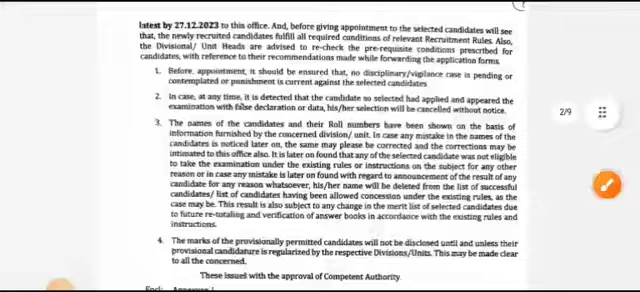 latest by 27.12.2023 to this office. And, before giving appointment to the selected candidates will see
that, the newly recruited candidates fulfill all required conditions of relevant Recruitment Rules. Also,
the Divisional/ Unit Heads are advised to re-check the pre-requisite conditions prescribed for
candidates, with reference to their recommendations made while forwarding the application forms.
1. Before, appointment, it should be ensured that, no disciplinary/vigilance case is pending or
contemplated or punishment is current against the selected candidates
2. In case, at any time, it is detected that the candidate so selected had applied and appeared the
examination with false declaration or data, his/her selection will be cancelled without notice.
3. The names of the candidates and their Roll numbers have been shown on the basis of
information furnished by the concerned division/ unit. In case any mistake in the names of the
candidates is noticed later on, the same may please be corrected and the corrections may be
intimated to this office also. It is later on found that any of the selected candidate was not eligible
to take the examination under the existing rules or instructions on the subject for any other
reason or in case any mistake is later on found with regard to announcement of the result of any
candidate for any reason whatsoever, his/her name will be deleted from the list of successful
candidates/ list of candidates having been allowed concession under the existing rules, as the
case may be. This result is also subject to any change in the merit list of selected candidates due
to future re-totaling and verification of answer books in accordance with the existing rules and
instructions.
4. The marks of the provisionally permitted candidates will not be disclosed until and unless their
provisional candidature is regularized by the respective Divisions/Units. This may be made clear
to all the concerned.
These issues with the approval of Competent Authority.
2/9